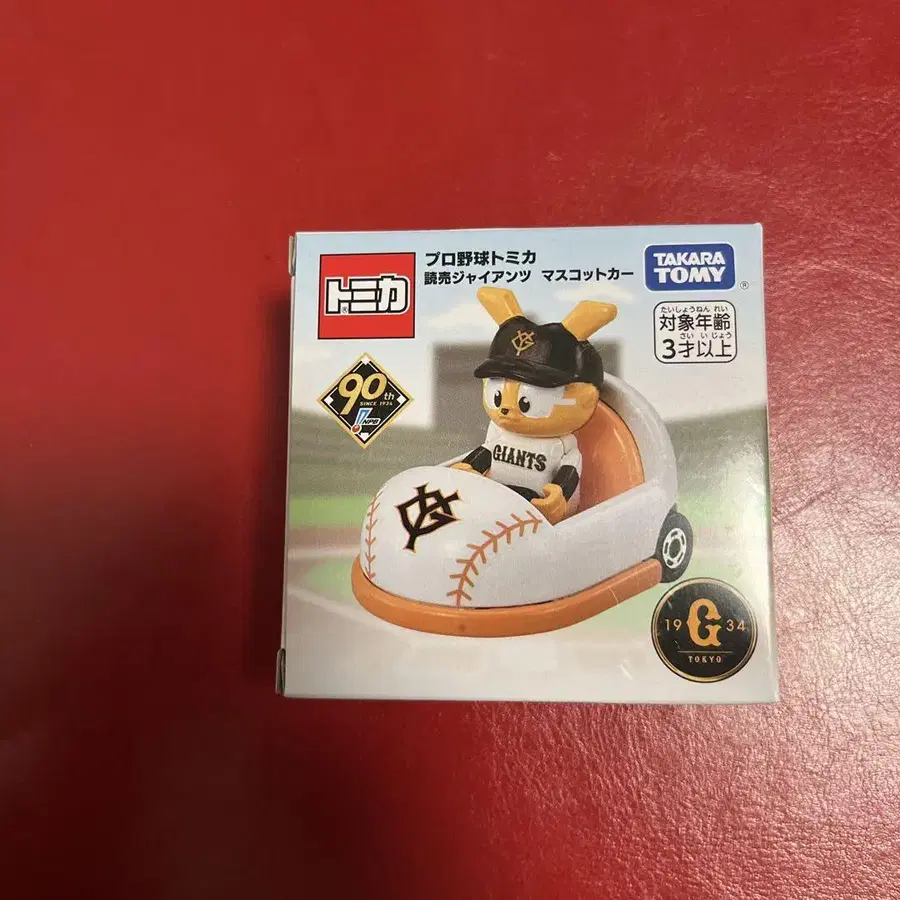 トミカ
プロ野球トミカ
読売ジャイアンツ マスコットカー
TAKARA
TOMY
®
たいしょうねんれい
対象年齢
さいいじょう
3才以上
90th
SINCE 1934
NPB
YG
GIANTS
YG
19 G 34
TOKYO